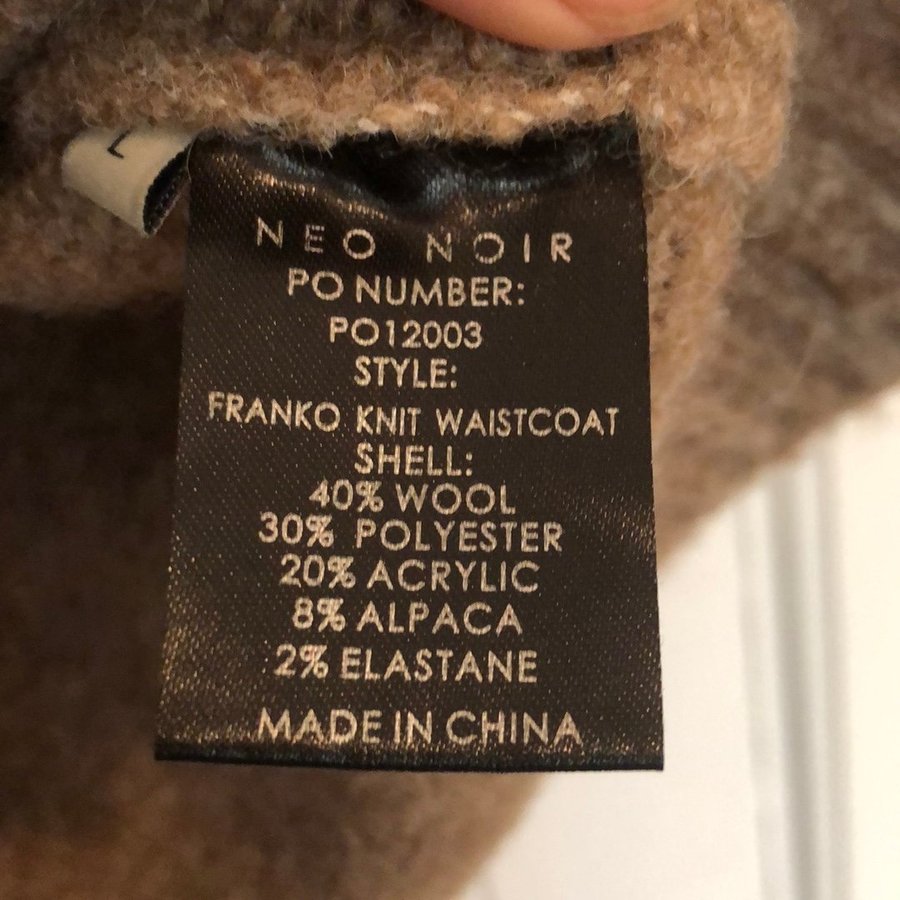 L
NEO NOIR
PO NUMBER:
PO12003
STYLE:
FRANKO KNIT WAISTCOAT
SHELL:
40% WOOL
30% POLYESTER
20% ACRYLIC
8% ALPACA
2% ELASTANE
MADE IN CHINA